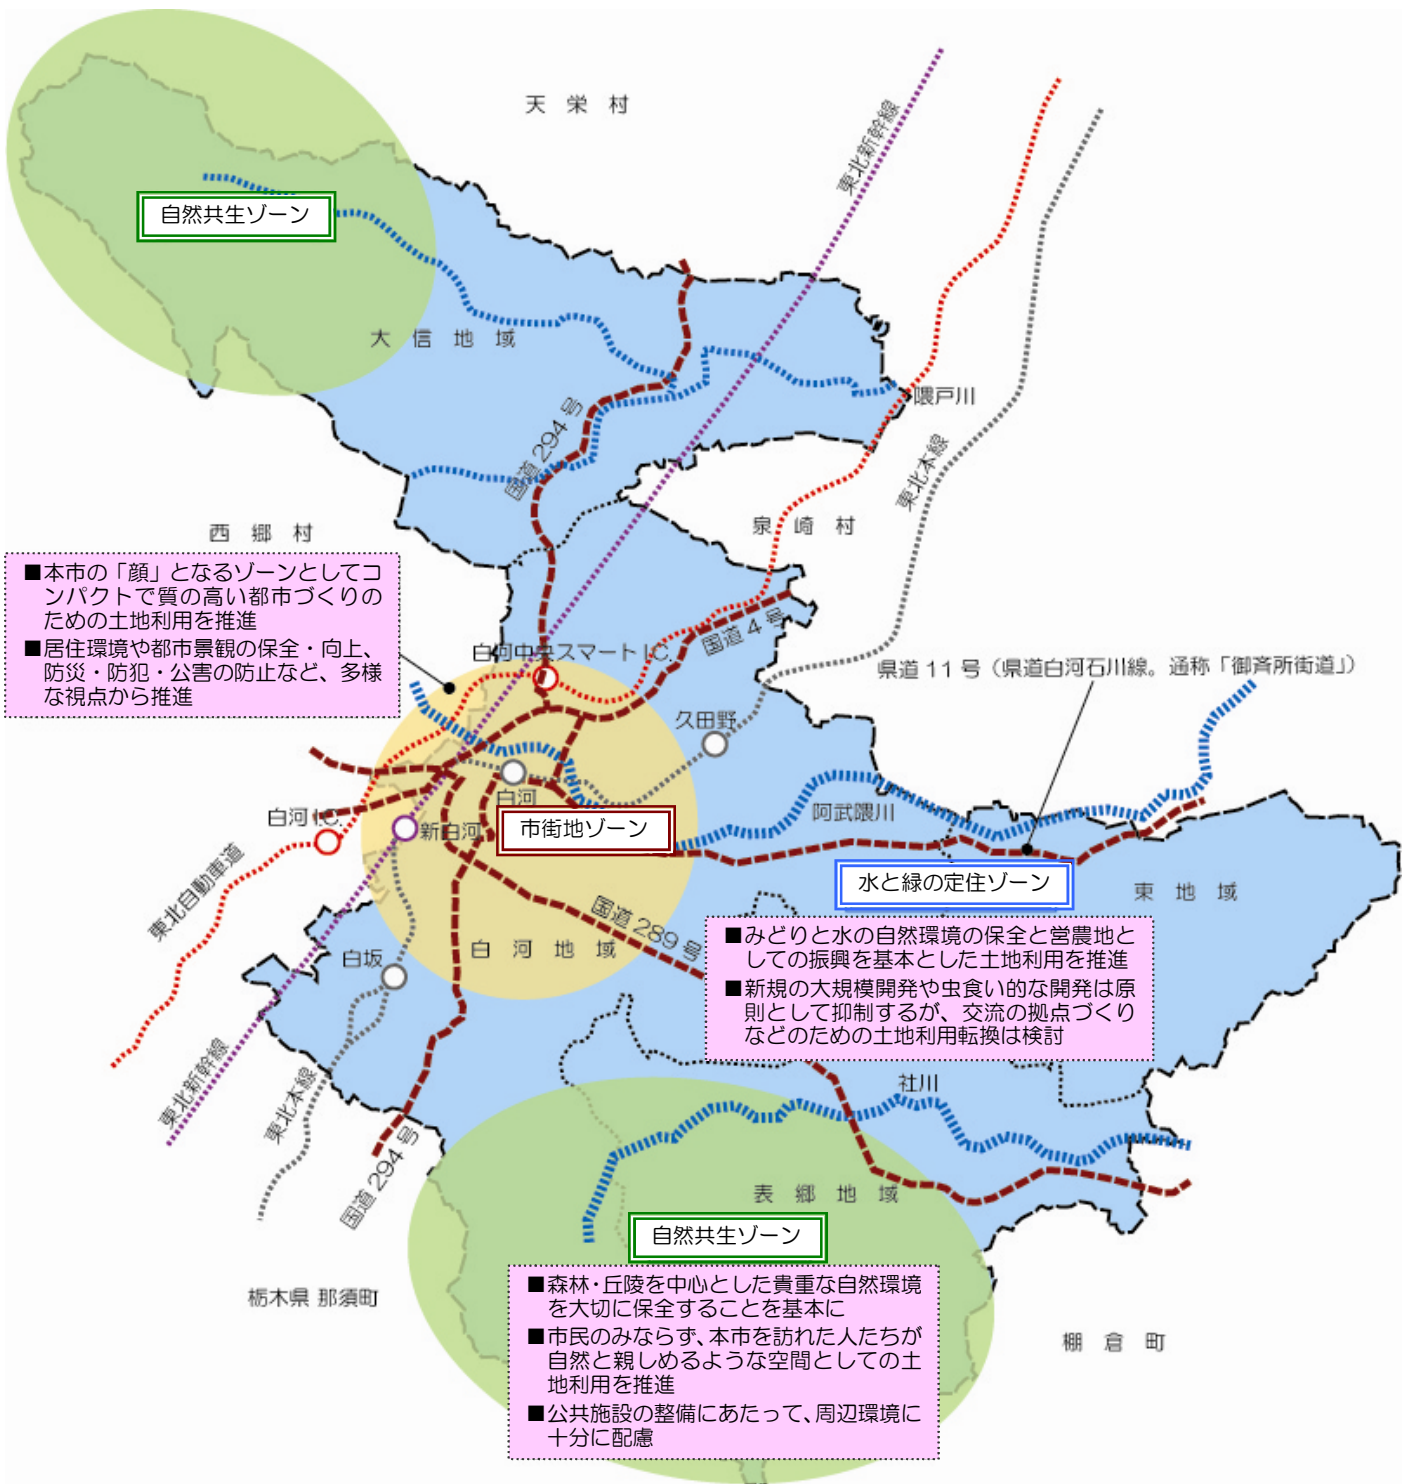 天栄村
東北新幹線
自然共生ゾーン
大信地域
隈戸川
国道294号
東北本線
泉崎村
西郷村
■本市の「顔」となるゾーンとしてコ
ンパクトで質の高い都市づくりの
ための土地利用を推進
■居住環境や都市景観の保全・向上、
防災・防犯・公害の防止など、多様
な視点から推進
国道4号
白河中央スマートI.C.
県道11号（県道白河石川線。通称「御斉所街道」）
久田野
白河
阿武隈川
白河I.C.
新白河
市街地ゾーン
水と緑の定住ゾーン
東地域
東北自動車道
国道289号
白河地域
白坂
■みどりと水の自然環境の保全と営農地と
しての振興を基本とした土地利用を推進
■新規の大規模開発や虫食い的な開発は原
則として抑制するが、交流の拠点づくり
などのための土地利用転換は検討
東北新幹線
東北本線
社川
国道294号
表郷地域
自然共生ゾーン
栃木県 那須町
■森林・丘陵を中心とした貴重な自然環境
を大切に保全することを基本に
■市民のみならず、本市を訪れた人たちが
自然と親しめるような空間としての土
地利用を推進
■公共施設の整備にあたって、周辺環境に
十分に配慮
棚倉町